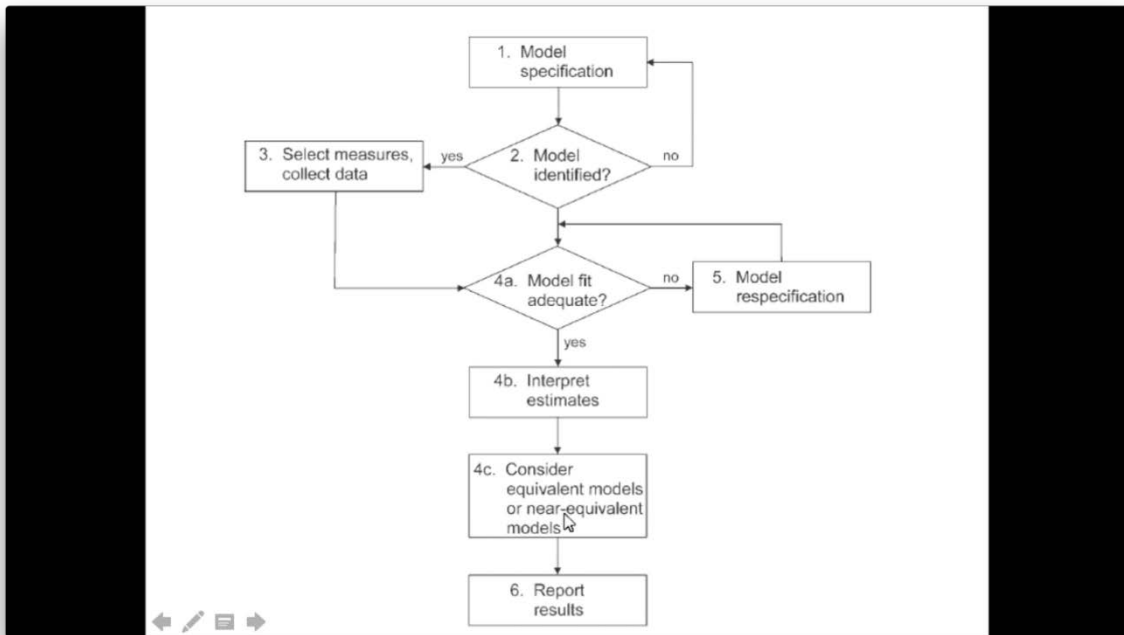 1. Model
specification
2. Model
identified?
yes
no
3. Select measures,
collect data
4a. Model fit
adequate?
no
5. Model
respecification
yes
4b. Interpret
estimates
4c. Consider
equivalent models
or near-equivalent
models
6. Report
results